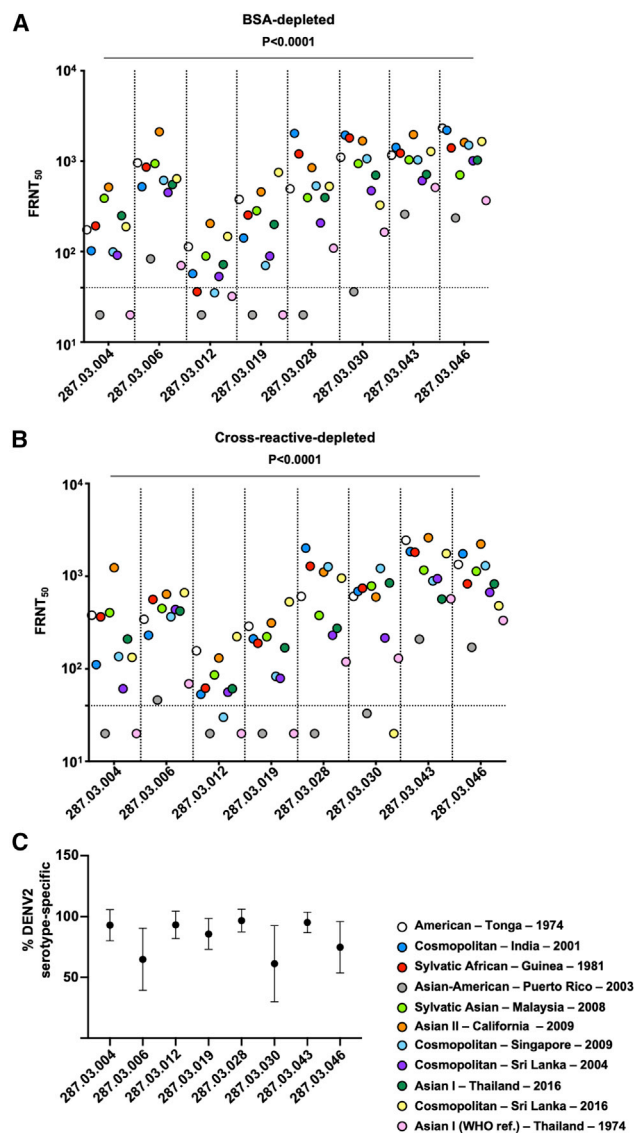 A
BSA-depleted
P<0.0001
10⁴
10³
10²
10¹
FRNT₅₀
287.03.004
287.03.006
287.03.012
287.03.019
287.03.028
287.03.030
287.03.043
287.03.046
B
Cross-reactive-depleted
P<0.0001
10⁴
10³
10²
10¹
FRNT₅₀
287.03.004
287.03.006
287.03.012
287.03.019
287.03.028
287.03.030
287.03.043
287.03.046
C
150
100
50
% DENV2
serotype-specific
287.03.004
287.03.006
287.03.012
287.03.019
287.03.028
287.03.030
287.03.043
287.03.046
American – Tonga – 1974
Cosmopolitan – India – 2001
Sylvatic African – Guinea – 1981
Asian-American – Puerto Rico – 2003
Sylvatic Asian – Malaysia – 2008
Asian II – California – 2009
Cosmopolitan – Singapore – 2009
Cosmopolitan – Sri Lanka – 2004
Asian I – Thailand – 2016
Cosmopolitan – Sri Lanka – 2016
Asian I (WHO ref.) – Thailand – 1974